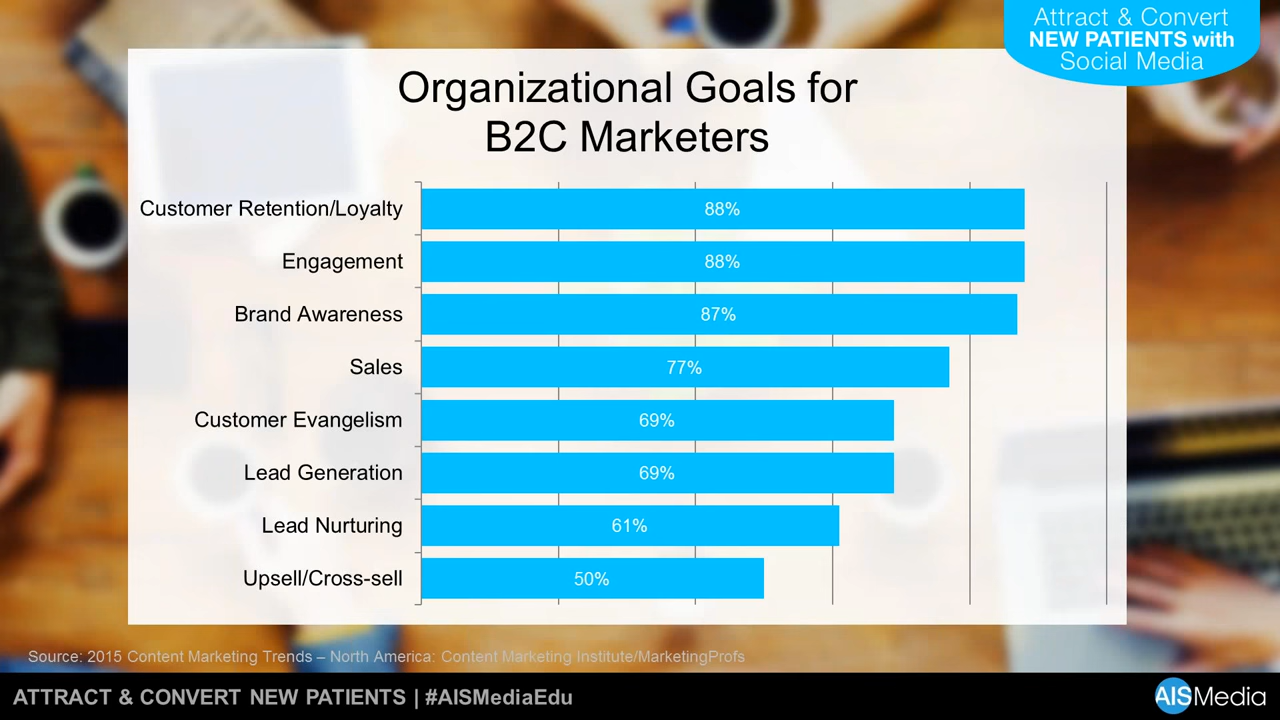 Attract & Convert
NEW PATIENTS with
Social Media
Organizational Goals for
B2C Marketers
Customer Retention/Loyalty 88%
Engagement 88%
Brand Awareness 87%
Sales 77%
Customer Evangelism 69%
Lead Generation 69%
Lead Nurturing 61%
Upsell/Cross-sell 50%
Source: 2015 Content Marketing Trends – North America: Content Marketing Institute/MarketingProfs
ATTRACT & CONVERT NEW PATIENTS | #AISMediaEdu
AISMedia